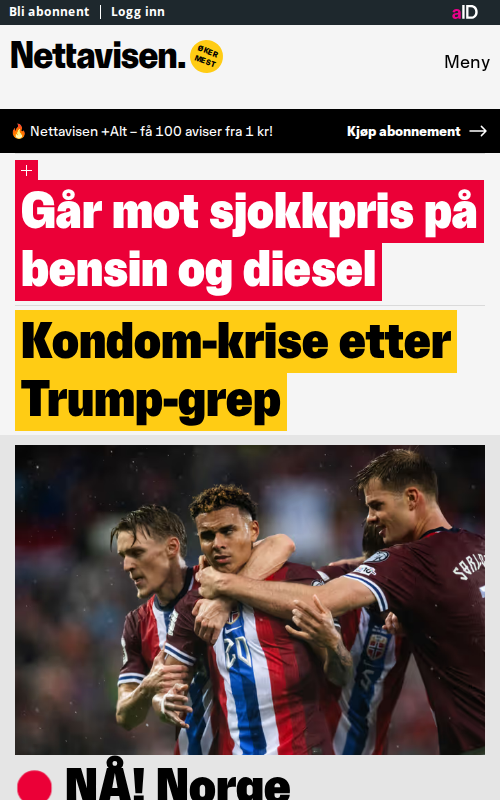 Bli abonnent
Logg inn
aID
Nettavisen.
ØKER
MEST
Meny
🔥 Nettavisen +Alt – få 100 aviser fra 1 kr!
Kjøp abonnement →
+
Går mot sjokkpris på
bensin og diesel
Kondom-krise etter
Trump-grep
20
NÅ! Norge